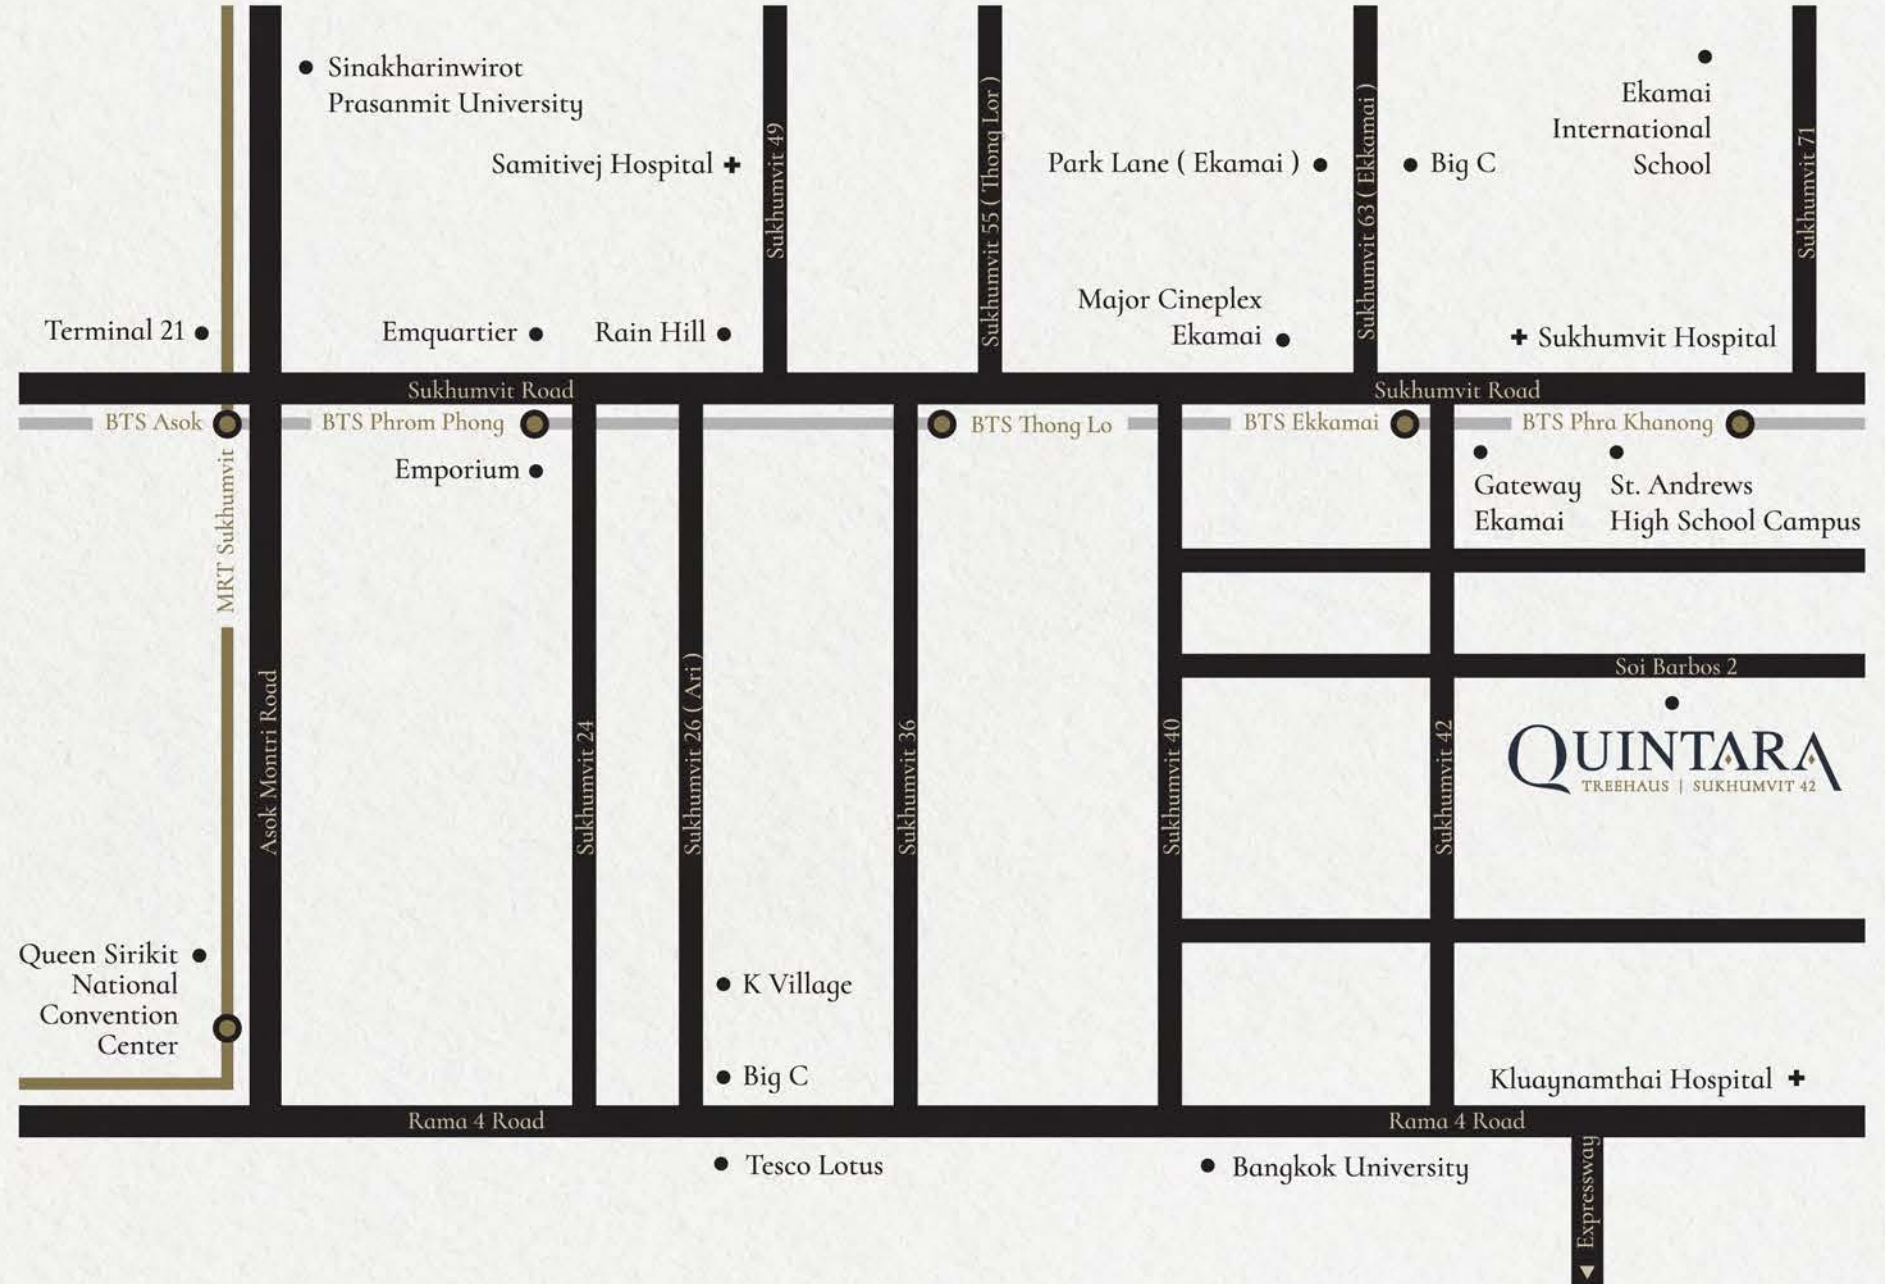 Sinakharinwirot
Prasanmit University
Samitivej Hospital
Sukhumvit 49
Sukhumvit 55 ( Thong Lor )
Park Lane ( Ekamai )
Sukhumvit 63 ( Ekkamai )
Big C
Ekamai
International
School
Sukhumvit 71
Terminal 21
Emquartier
Rain Hill
Major Cineplex
Ekamai
Sukhumvit Hospital
Sukhumvit Road
Sukhumvit Road
BTS Asok
BTS Phrom Phong
BTS Thong Lo
BTS Ekkamai
BTS Phra Khanong
MRT Sukhumvit
Emporium
Gateway
Ekamai
St. Andrews
High School Campus
Asok Montri Road
Sukhumvit 24
Sukhumvit 26 ( Ari )
Sukhumvit 36
Sukhumvit 40
Sukhumvit 42
Soi Barbos 2
QUINTARA
TREEHAUS | SUKHUMVIT 42
Queen Sirikit
National
Convention
Center
K Village
Big C
Kluaynamthai Hospital
Rama 4 Road
Rama 4 Road
Tesco Lotus
Bangkok University
Expressway